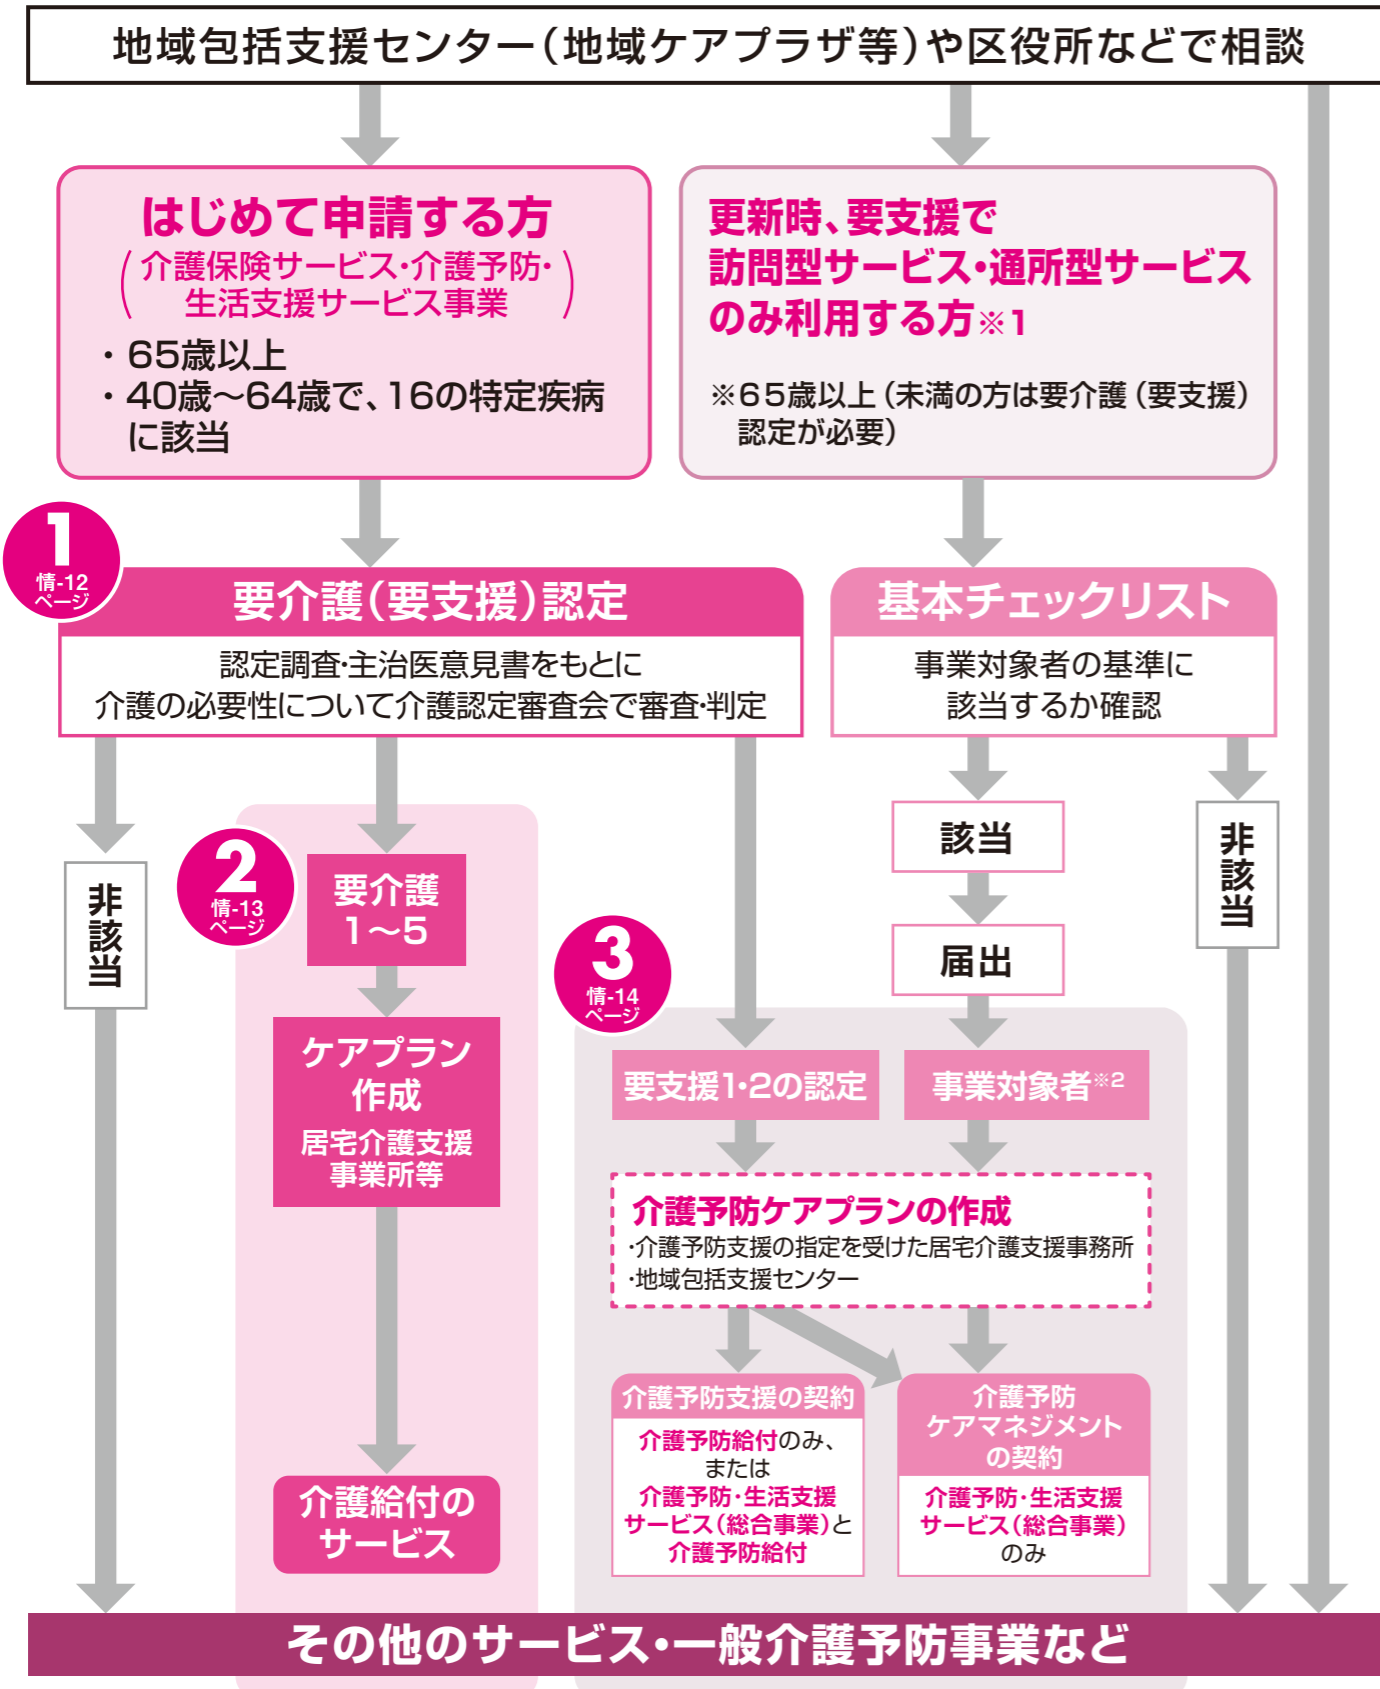 地域包括支援センター（地域ケアプラザ等）や区役所などで相談
はじめて申請する方
（介護保険サービス・介護予防・
生活支援サービス事業）
・65歳以上
・40歳～64歳で、16の特定疾病
に該当
更新時、要支援で
訪問型サービス・通所型サービス
のみ利用する方※1
※65歳以上（未満の方は要介護（要支援）
認定が必要）
1
情-12
ページ
要介護（要支援）認定
認定調査・主治医意見書をもとに
介護の必要性について介護認定審査会で審査・判定
基本チェックリスト
事業対象者の基準に
該当するか確認
非該当
2
情-13
ページ
要介護
1～5
ケアプラン
作成
居宅介護支援
事業所等
介護給付の
サービス
該当
届出
非該当
3
情-14
ページ
要支援1・2の認定
事業対象者※2
介護予防ケアプランの作成
・介護予防支援の指定を受けた居宅介護支援事務所
・地域包括支援センター
介護予防支援の契約
介護予防給付のみ、
または
介護予防・生活支援
サービス（総合事業）と
介護予防給付
介護予防
ケアマネジメント
の契約
介護予防・生活支援
サービス（総合事業）
のみ
その他のサービス・一般介護予防事業など